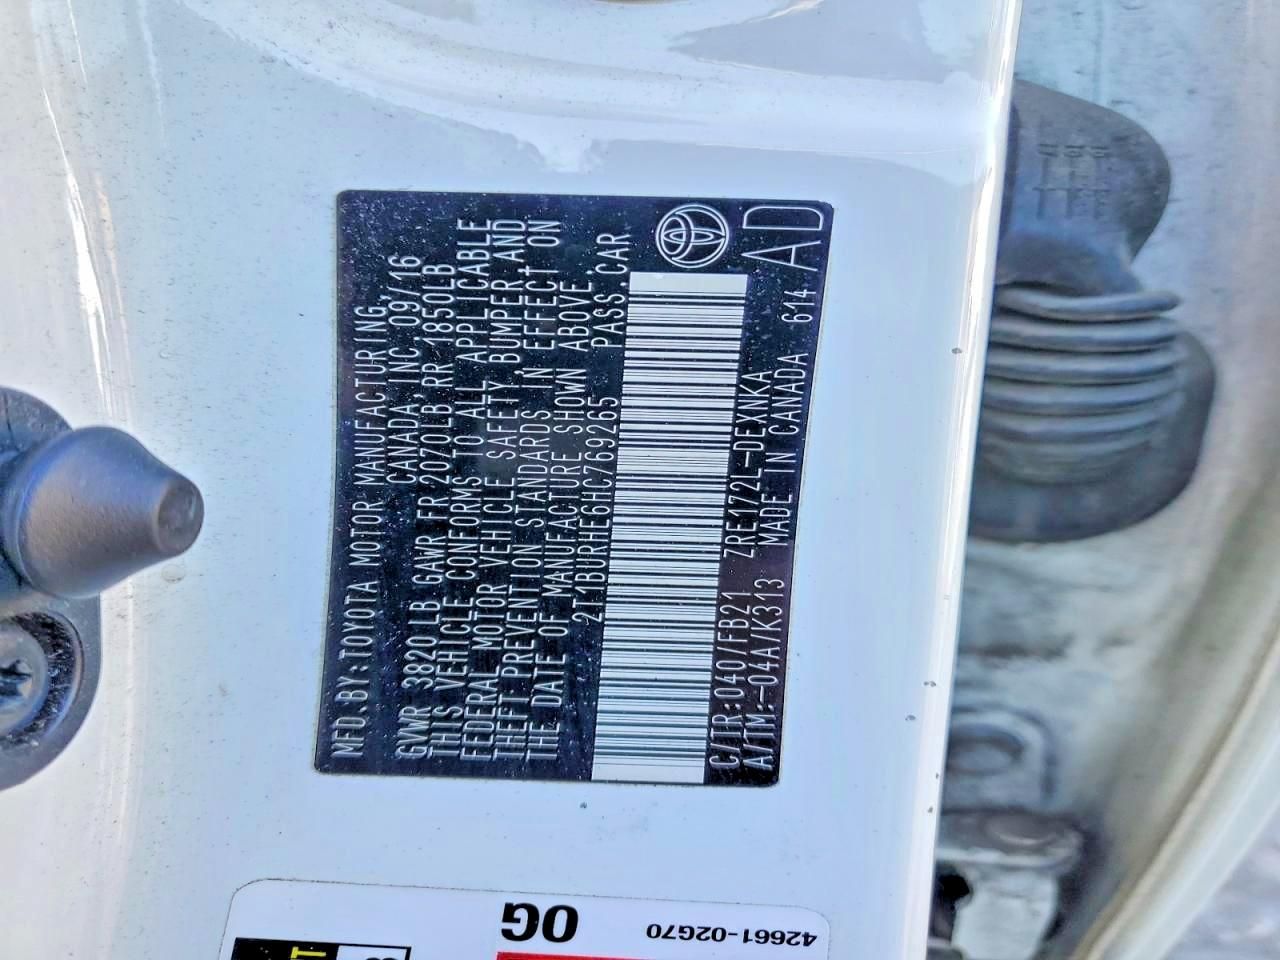 MFD.BY:TOYOTA MOTOR MANUFACTURING,
CANADA, INC. 09/16
GVWR 3820LB GAWR FR 2070LB RR 1850LB
THIS VEHICLE CONFORMS TO ALL APPLICABLE
FEDERAL MOTOR VEHICLE SAFETY, BUMPER, AND
THEFT PREVENTION STANDARDS IN EFFECT ON
THE DATE OF MANUFACTURE SHOWN ABOVE.
2T1BURHE6HC769265 PASS.CAR
C/TR:040/FB21 ZRE172L-DEXNKA
A/TM:-04A/K313 MADE IN CANADA 614 AD
0G
42661-02G70